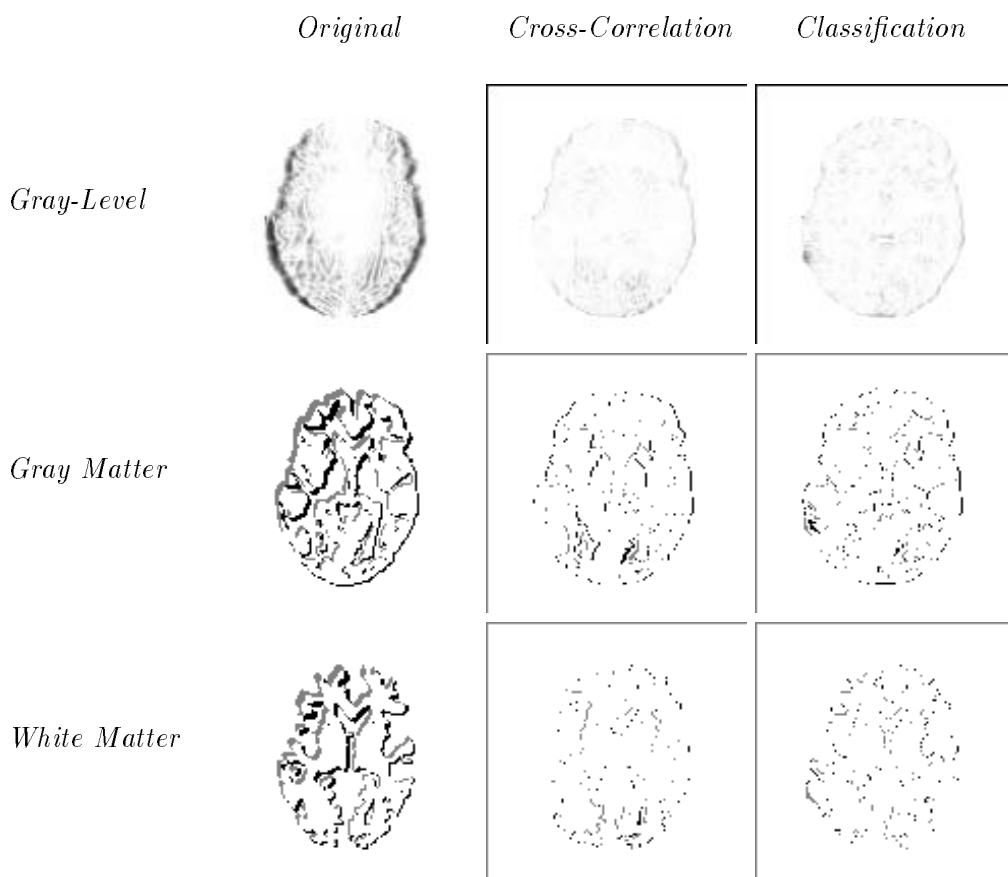 Original Cross-Correlation Classification
Gray-Level
Gray Matter
White Matter